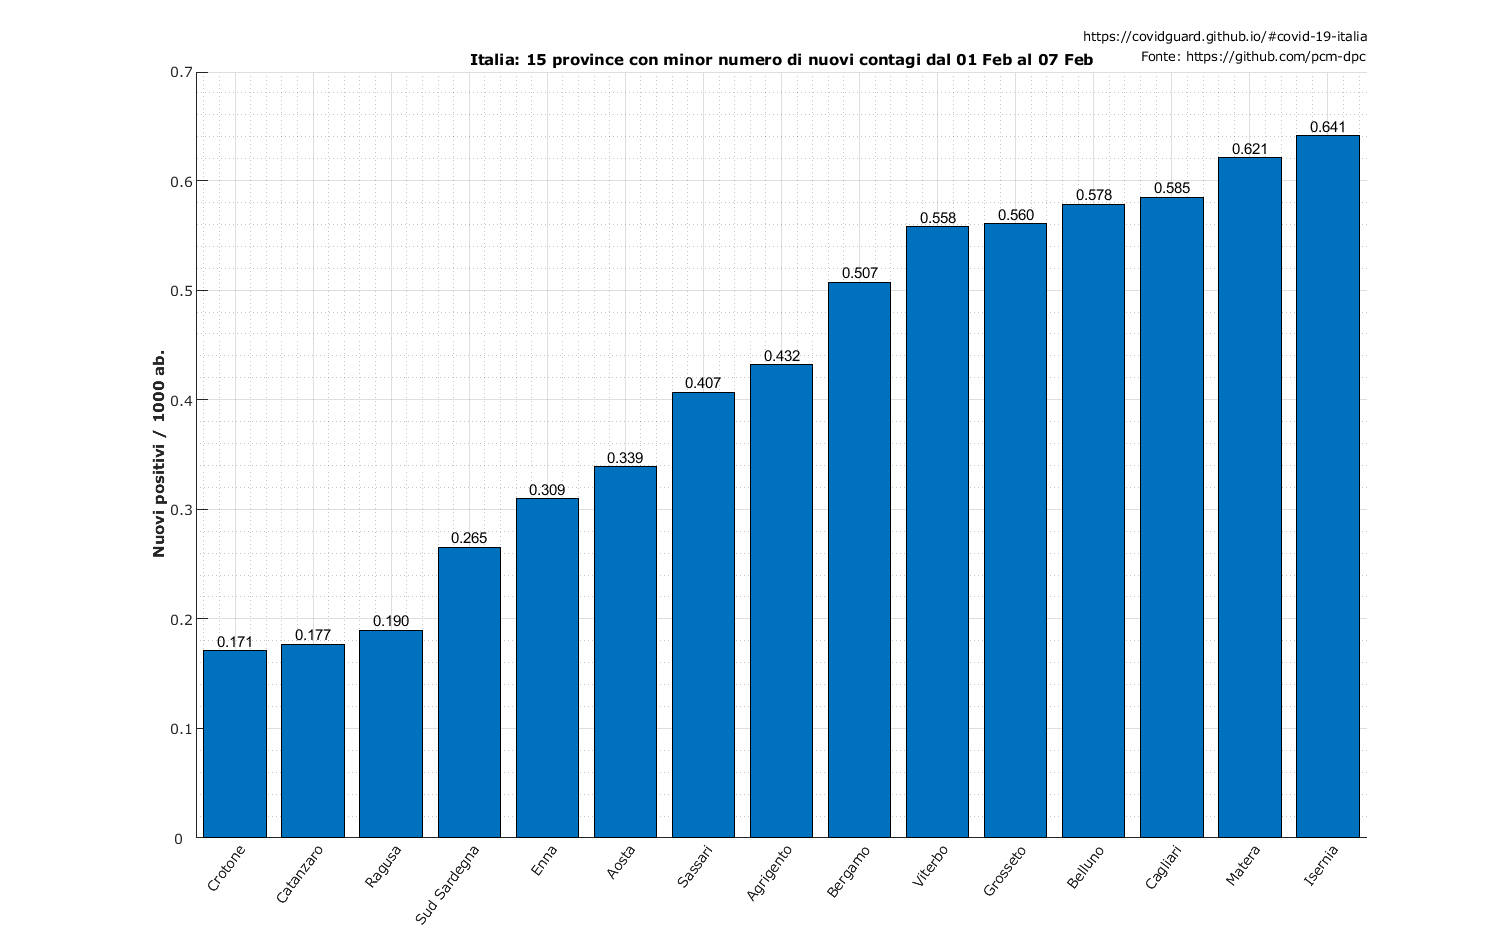 https://covidguard.github.io/#covid-19-italia
Italia: 15 province con minor numero di nuovi contagi dal 01 Feb al 07 Feb
Fonte: https://github.com/pcm-dpc
Nuovi positivi / 1000 ab.
0.7
0.6
0.5
0.4
0.3
0.2
0.1
0
0.171
0.177
0.190
0.265
0.309
0.339
0.407
0.432
0.507
0.558
0.560
0.578
0.585
0.621
0.641
Crotone
Catanzaro
Ragusa
Sud Sardegna
Enna
Aosta
Sassari
Agrigento
Bergamo
Viterbo
Grosseto
Belluno
Cagliari
Matera
Isernia